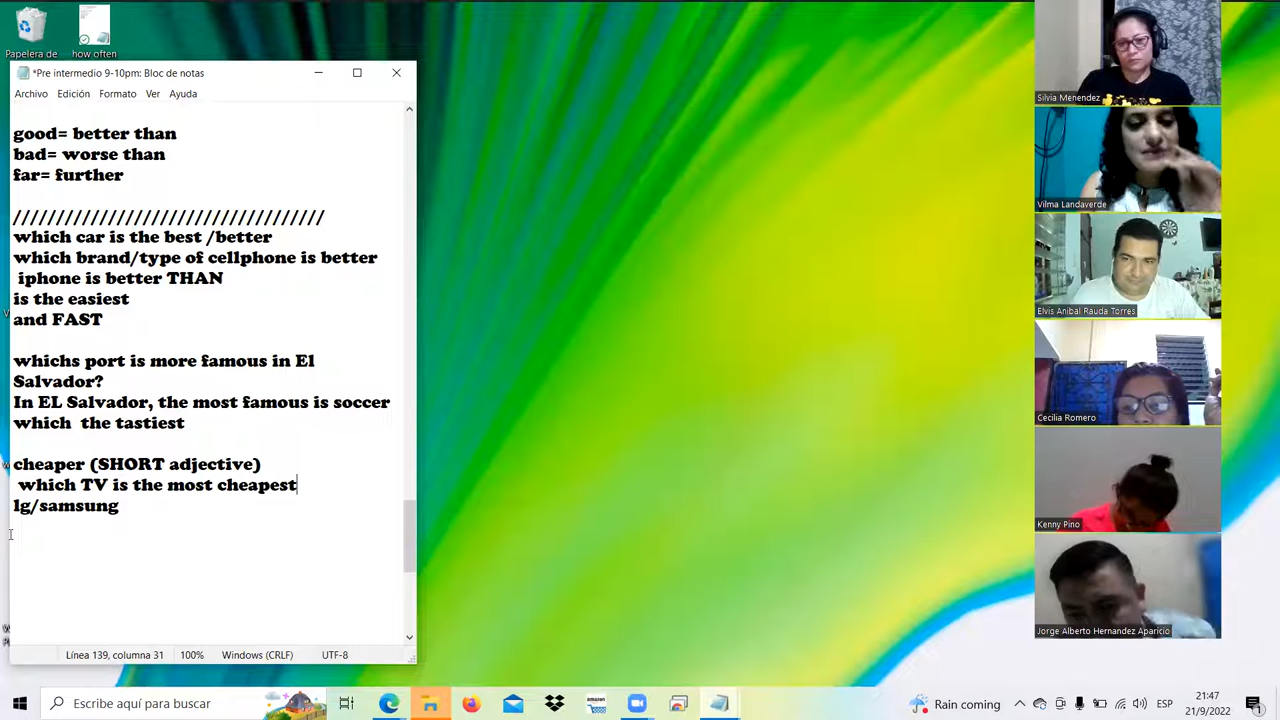 Papelera de
how often
*Pre intermedio 9-10pm: Bloc de notas
Archivo Edición Formato Ver Ayuda
good= better than
bad= worse than
far= further
///////////////////////////////////
which car is the best /better
which brand/type of cellphone is better
iphone is better THAN
is the easiest
and FAST
whichs port is more famous in El
Salvador?
In EL Salvador, the most famous is soccer
which  the tastiest
cheaper (SHORT adjective)
which TV is the most cheapest
lg/samsung
Línea 139, columna 31 100% Windows (CRLF) UTF-8
Silvia Menendez
Vilma Landaverde
Elvis Anibal Rauda Torres
Cecilia Romero
Kenny Pino
Jorge Alberto Hernandez Aparicio
Escribe aquí para buscar
amazon
Rain coming
ESP
21:47
21/9/2022
1